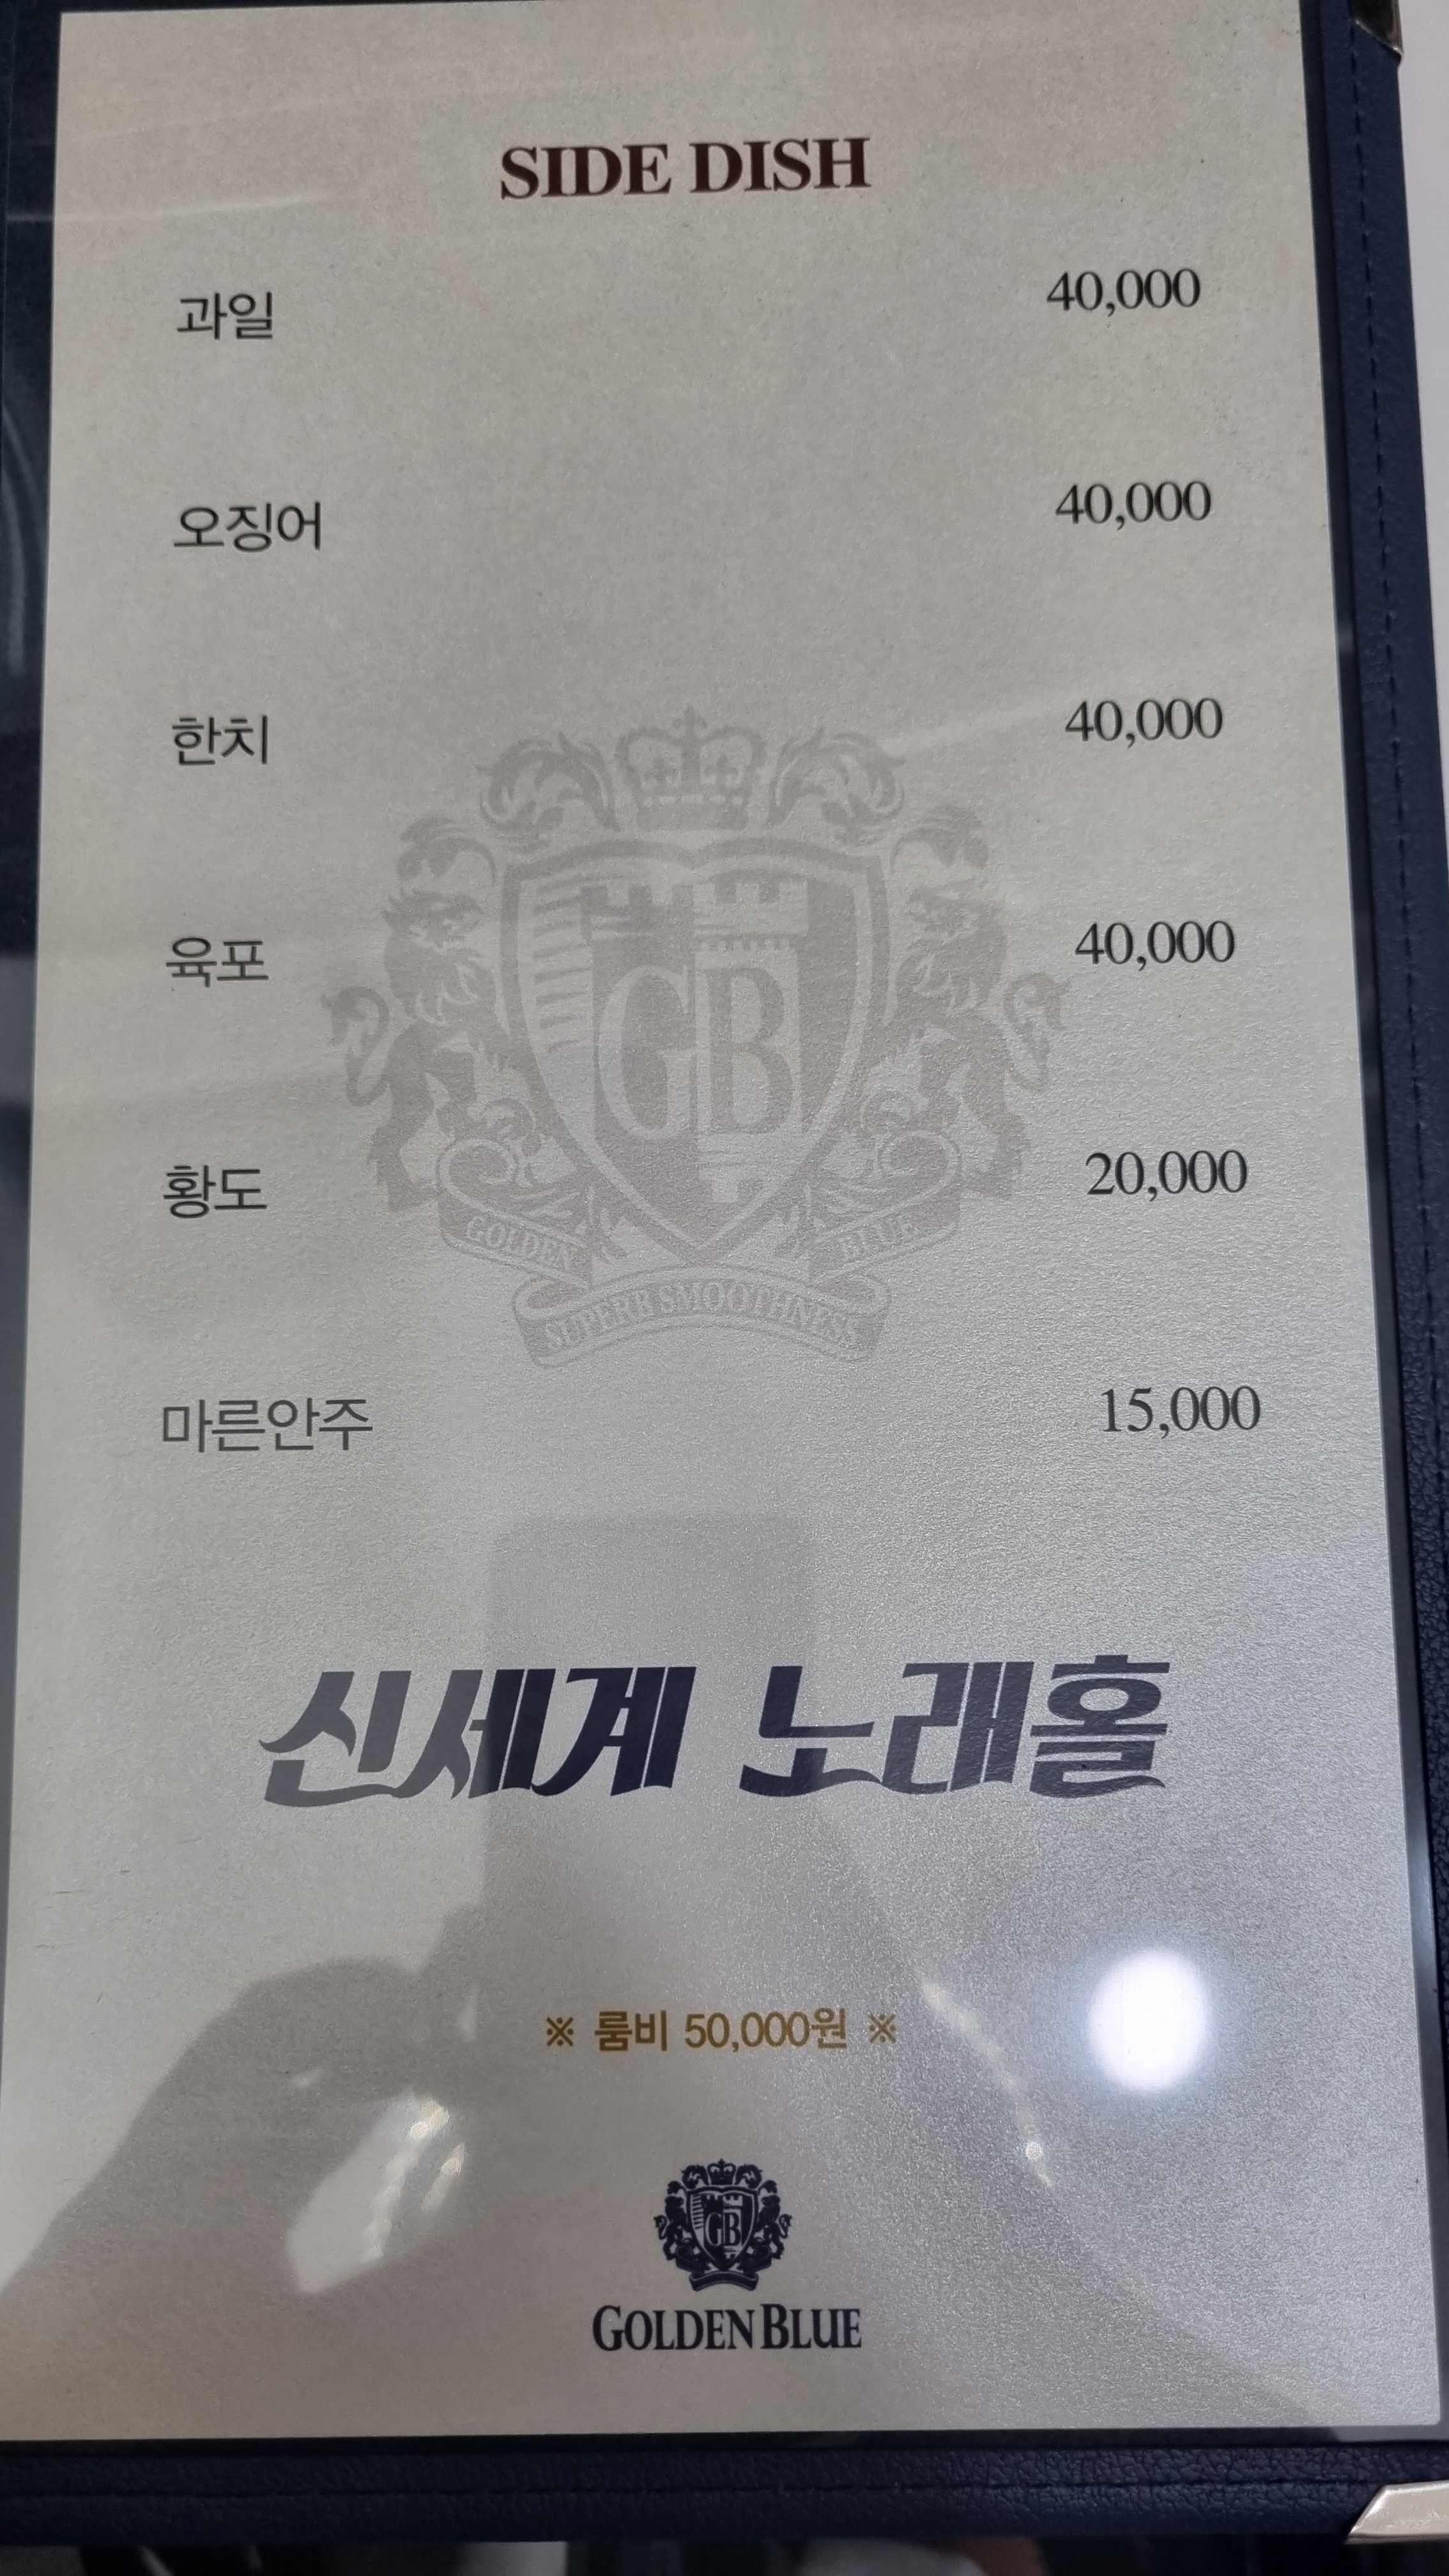 SIDE DISH
과일 40,000
오징어 40,000
한치 40,000
육포 40,000
GB
황도 20,000
GOLDEN BLUE
SUPERB SMOOTHNESS
마른안주 15,000
신세계 노래홀
※ 룸비 50,000원 ※
GB
GOLDEN BLUE